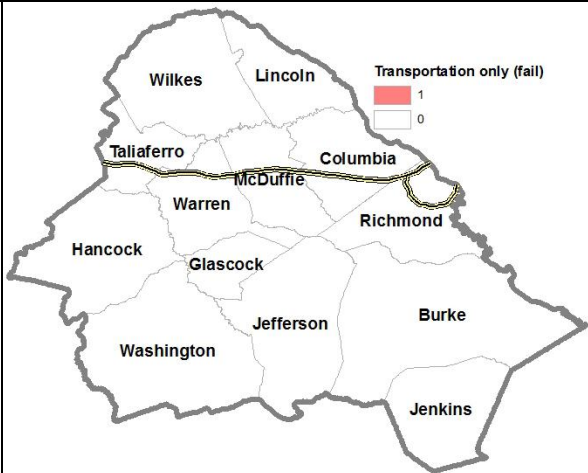 Wilkes
Lincoln
Transportation only (fail)
1
0
Taliaferro
Columbia
McDuffie
Warren
Richmond
Hancock
Glascock
Jefferson
Burke
Washington
Jenkins